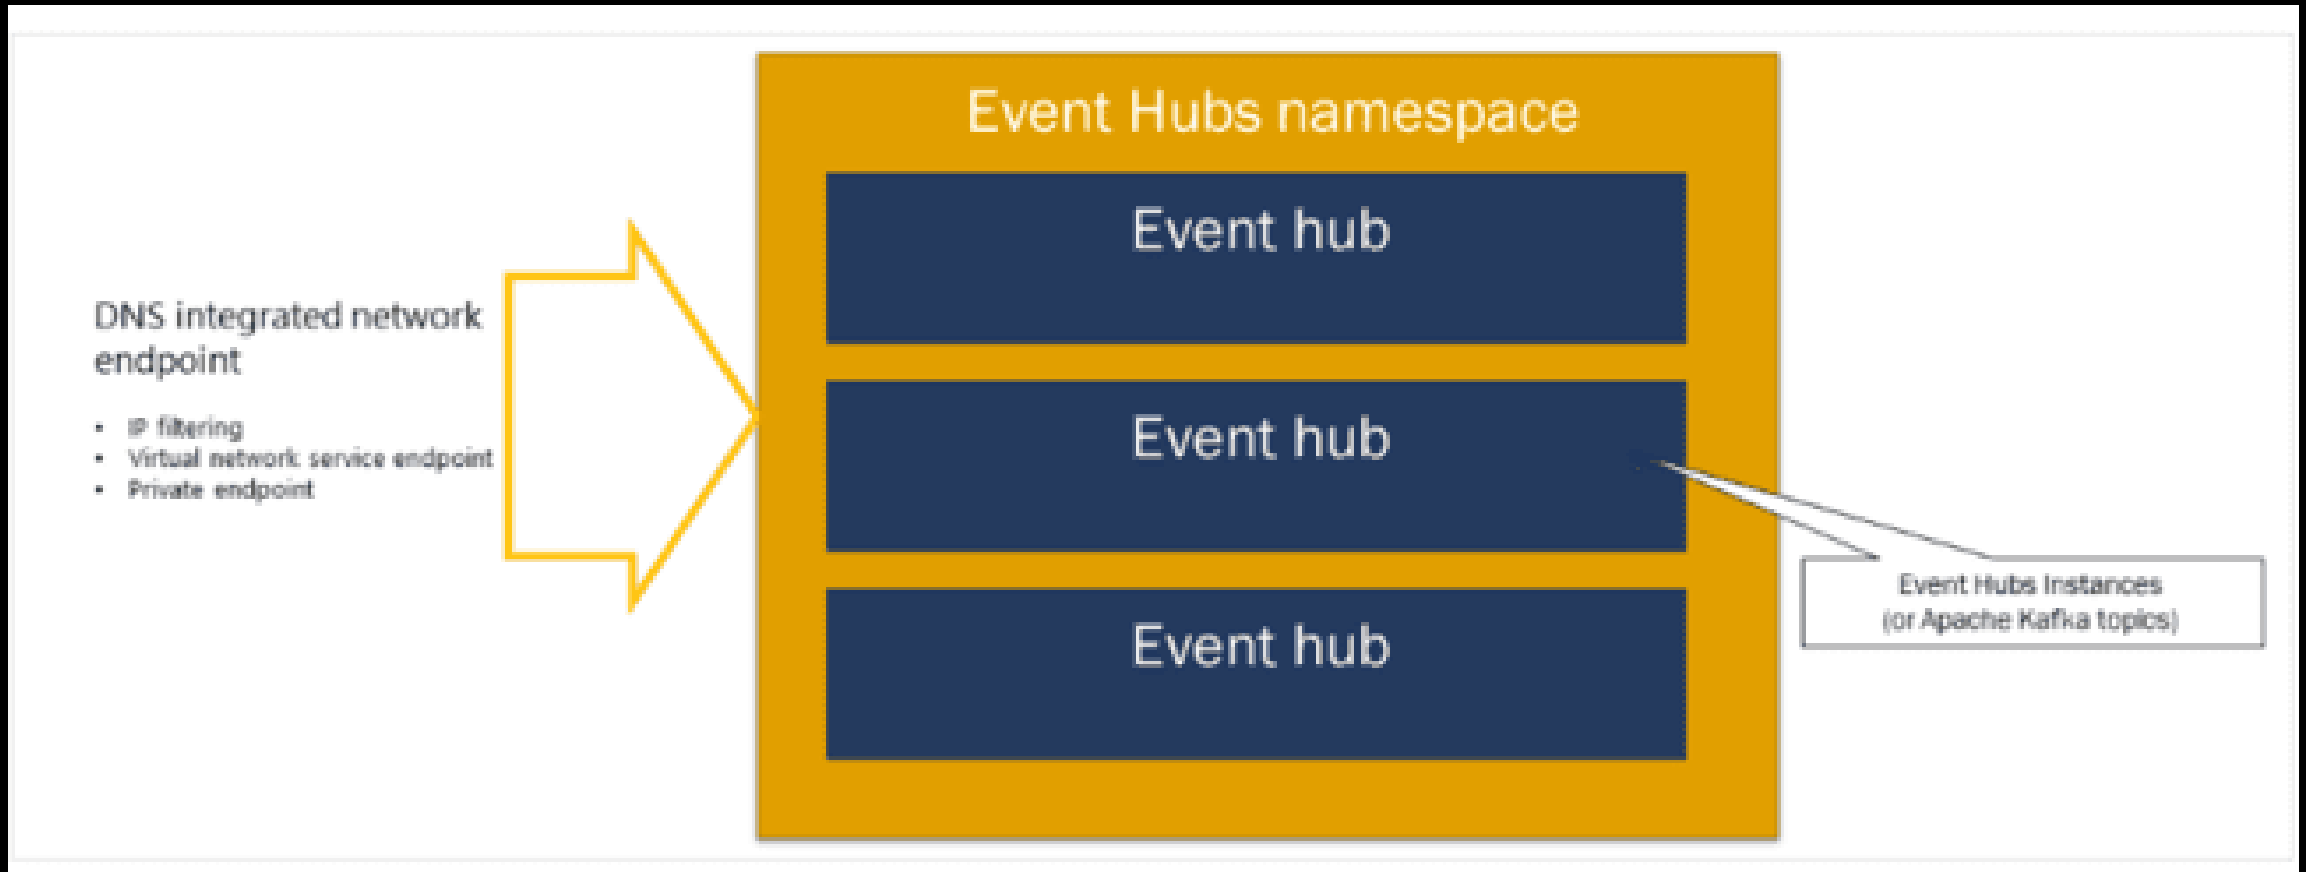 Event Hubs namespace
Event hub
DNS integrated network
endpoint
• IP filtering
• Virtual network service endpoint
• Private endpoint
Event hub
Event Hubs Instances
(or Apache Kafka topics)
Event hub